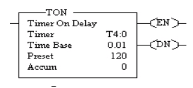 TON
Timer On Delay
Timer T4:0
Time Base 0.01
Preset 120
Accum 0
EN
DN